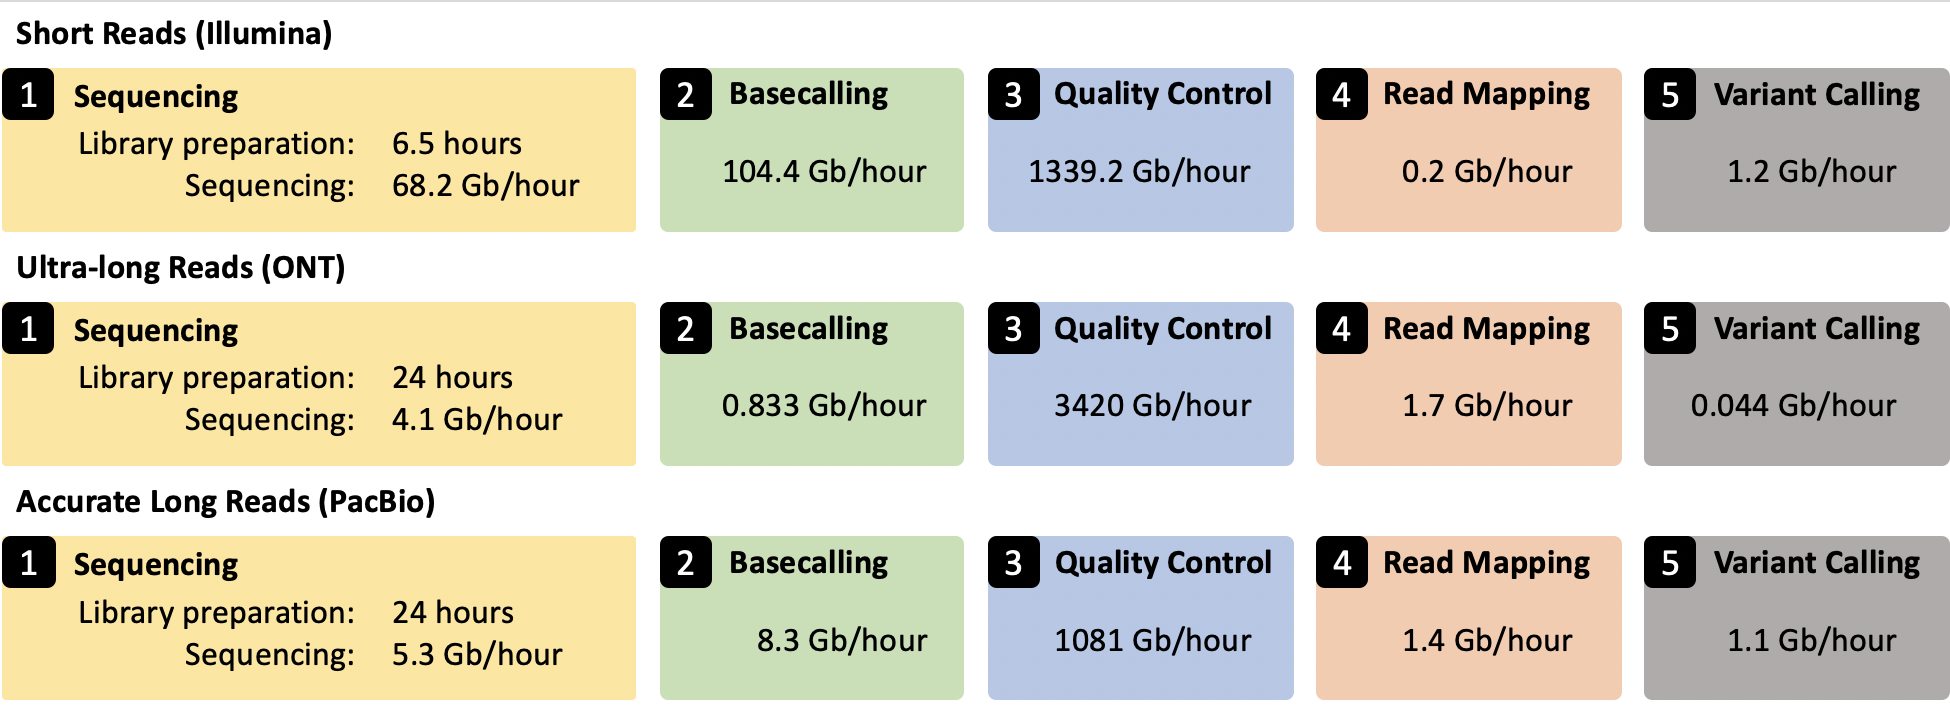 Short Reads (Illumina)
1 Sequencing
Library preparation: 6.5 hours
Sequencing: 68.2 Gb/hour
2 Basecalling
104.4 Gb/hour
3 Quality Control
1339.2 Gb/hour
4 Read Mapping
0.2 Gb/hour
5 Variant Calling
1.2 Gb/hour
Ultra-long Reads (ONT)
1 Sequencing
Library preparation: 24 hours
Sequencing: 4.1 Gb/hour
2 Basecalling
0.833 Gb/hour
3 Quality Control
3420 Gb/hour
4 Read Mapping
1.7 Gb/hour
5 Variant Calling
0.044 Gb/hour
Accurate Long Reads (PacBio)
1 Sequencing
Library preparation: 24 hours
Sequencing: 5.3 Gb/hour
2 Basecalling
8.3 Gb/hour
3 Quality Control
1081 Gb/hour
4 Read Mapping
1.4 Gb/hour
5 Variant Calling
1.1 Gb/hour